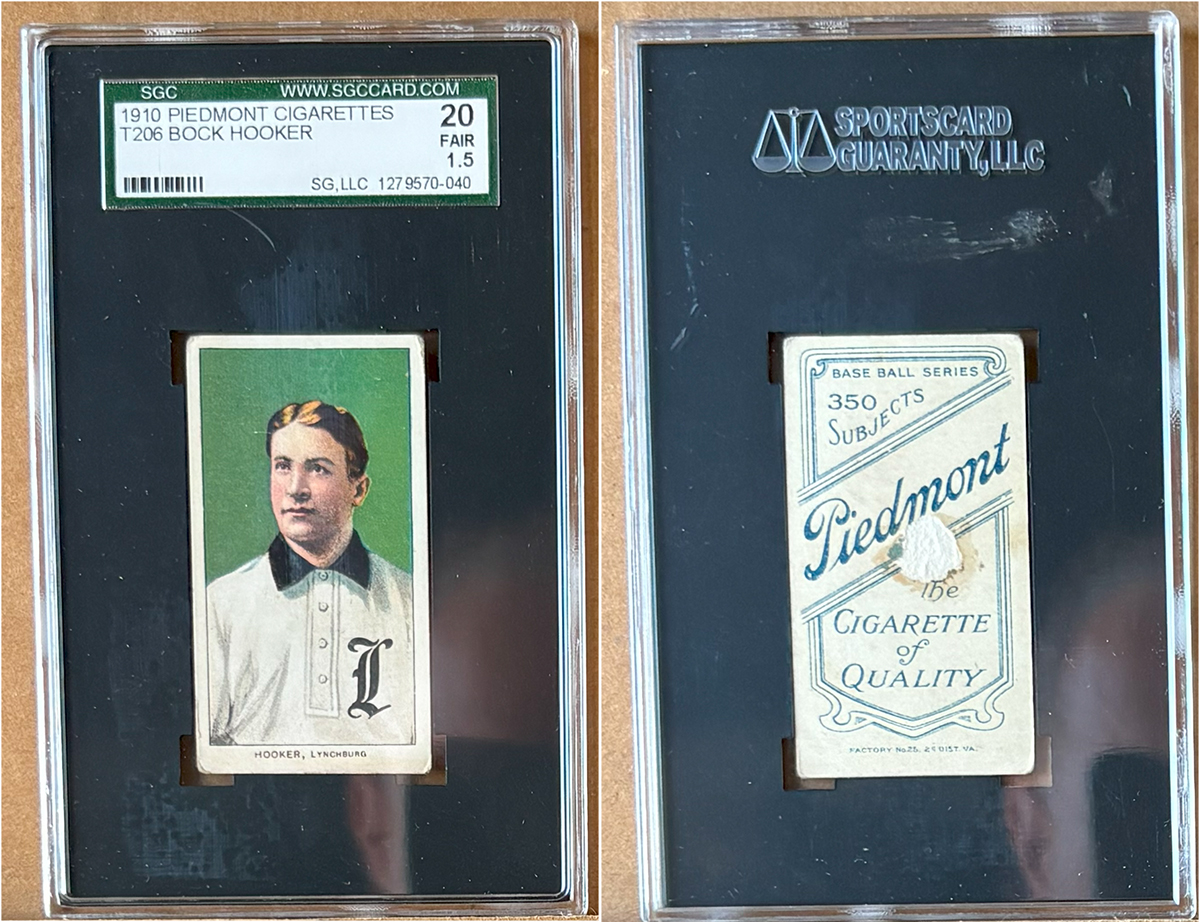 SGC WWW.SGCCARD.COM
1910 PIEDMONT CIGARETTES 20
T206 BOCK HOOKER FAIR
1.5
SG,LLC 1279570-040
L
HOOKER, LYNCHBURG
SPORTSCARD
GUARANTY,LLC
BASE BALL SERIES
350
SUBJECTS
Piedmont
The
CIGARETTE
of
QUALITY
FACTORY No.25, 2D DIST. VA.